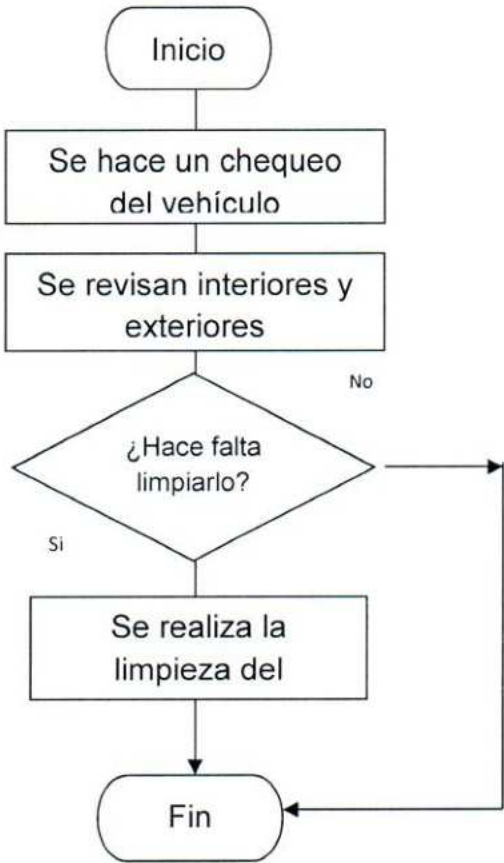 Inicio
Se hace un chequeo
del vehículo
Se revisan interiores y
exteriores
No
¿Hace falta
limpiarlo?
Si
Se realiza la
limpieza del
Fin